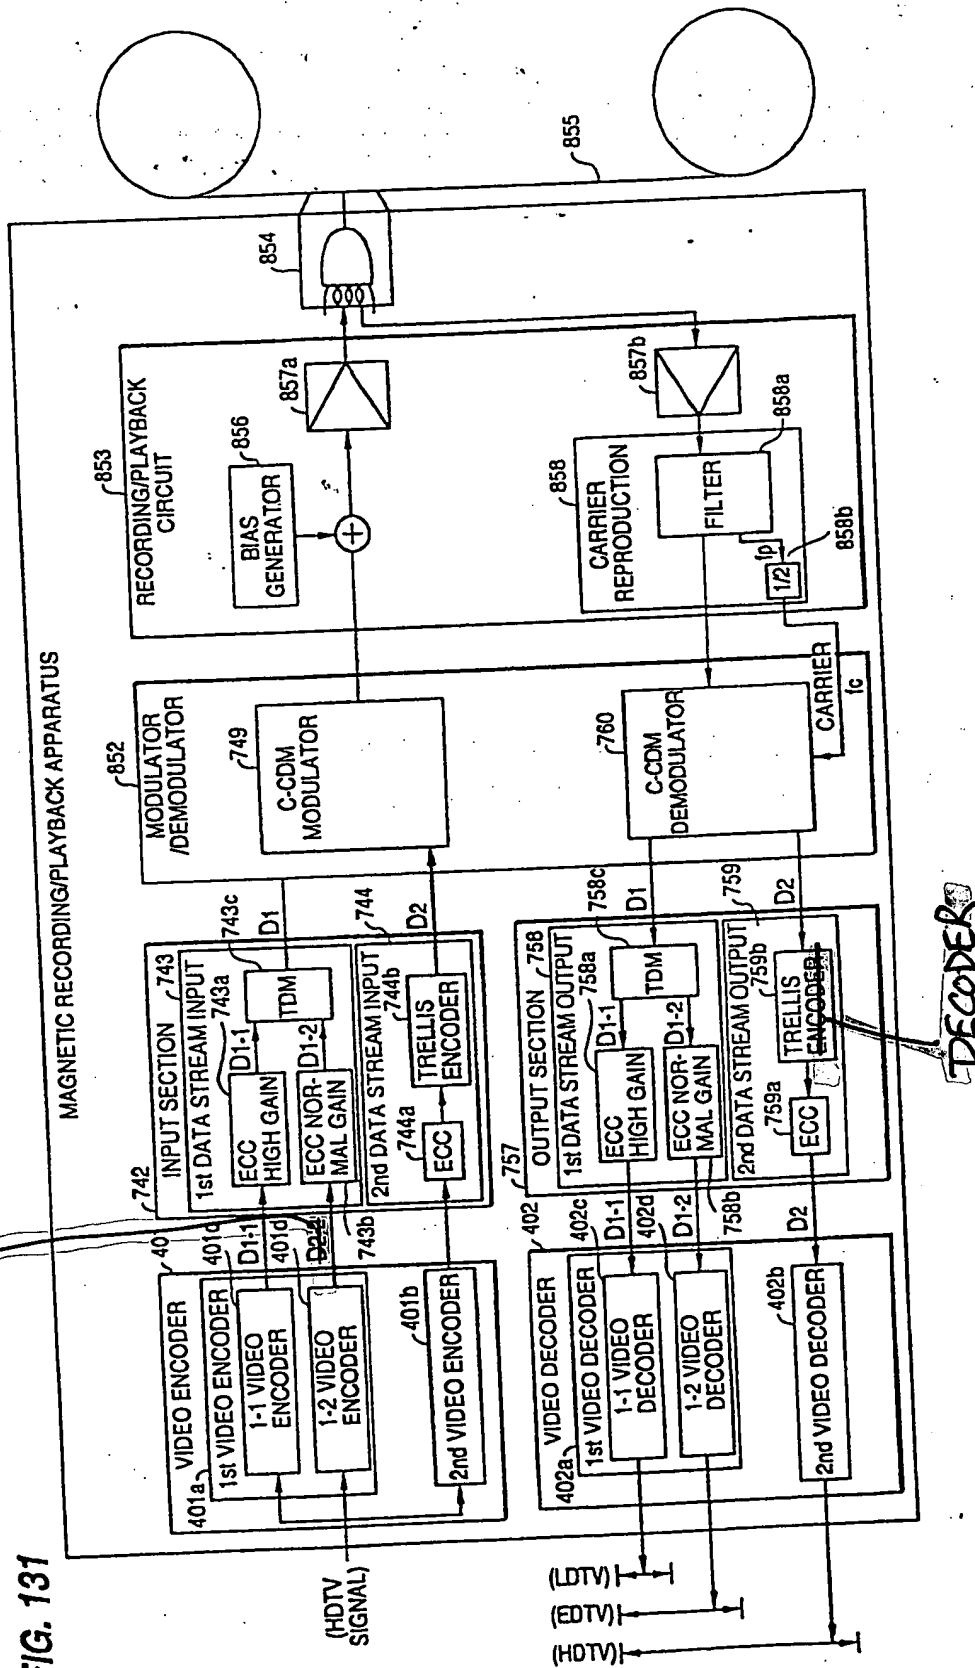 FIG. 131
MAGNETIC RECORDING/PLAYBACK APPARATUS
(HDTV
SIGNAL)
VIDEO ENCODER
401
401a
1st VIDEO ENCODER
401c
1-1 VIDEO
ENCODER
D1-1
401d
1-2 VIDEO
ENCODER
401b
2nd VIDEO ENCODER
742
INPUT SECTION
743
1st DATA STREAM INPUT
743a
ECC
HIGH GAIN
D1-1
743c
TDM
D1
ECC NOR-
MAL GAIN
D1-2
743b
744
2nd DATA STREAM INPUT
744a
ECC
744b
TRELLIS
ENCODER
D2
852
MODULATOR
/DEMODULATOR
749
C-CDM
MODULATOR
760
C-CDM
DEMODULATOR
CARRIER
fc
853
RECORDING/PLAYBACK
CIRCUIT
856
BIAS
GENERATOR
+
857a
854
855
857b
858
CARRIER
REPRODUCTION
858a
FILTER
fp
1/2
858b
757
OUTPUT SECTION
758
1st DATA STREAM OUTPUT
758a
ECC
HIGH GAIN
D1-1
758c
TDM
D1
ECC NOR-
MAL GAIN
D1-2
758b
759
2nd DATA STREAM OUTPUT
759a
ECC
759b
TRELLIS
ENCODER
D2
DECODER
402
VIDEO DECODER
402a
1st VIDEO DECODER
402c
1-1 VIDEO
DECODER
D1-1
402d
1-2 VIDEO
DECODER
D1-2
402b
2nd VIDEO DECODER
D2
(LDTV)
(EDTV)
(HDTV)